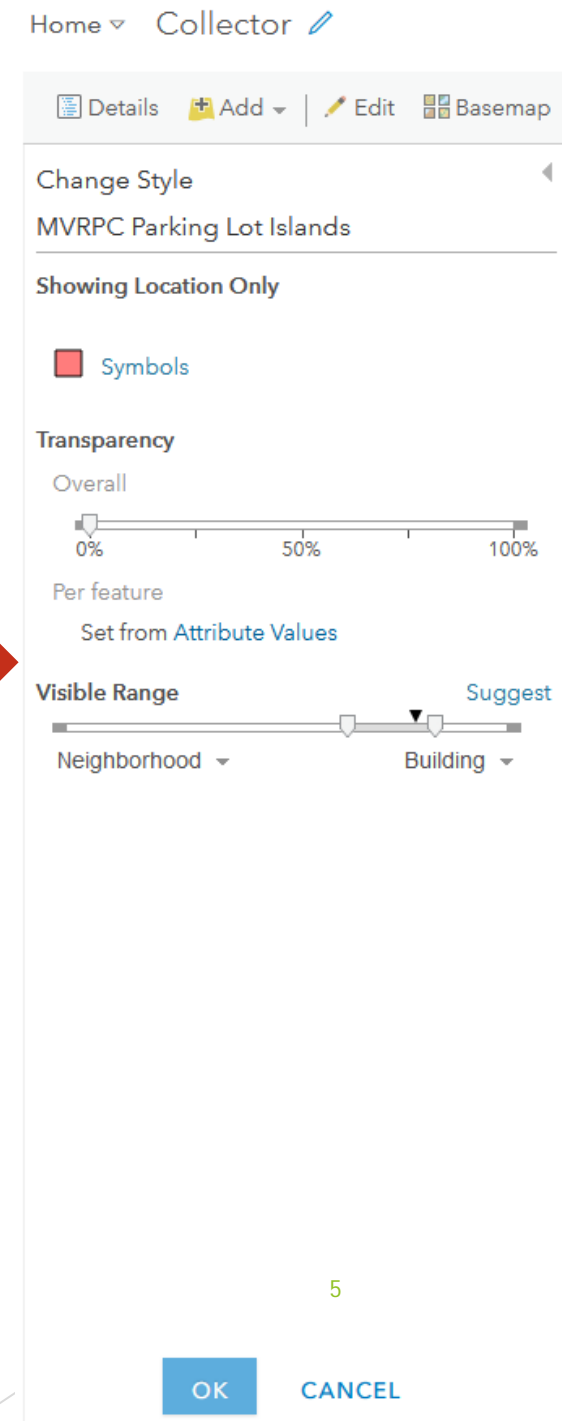 Home Collector
Details Add Edit Basemap
Change Style
MVRPC Parking Lot Islands
Showing Location Only
Symbols
Transparency
Overall
0% 50% 100%
Per feature
Set from Attribute Values
Visible Range Suggest
Neighborhood Building
5
OK CANCEL